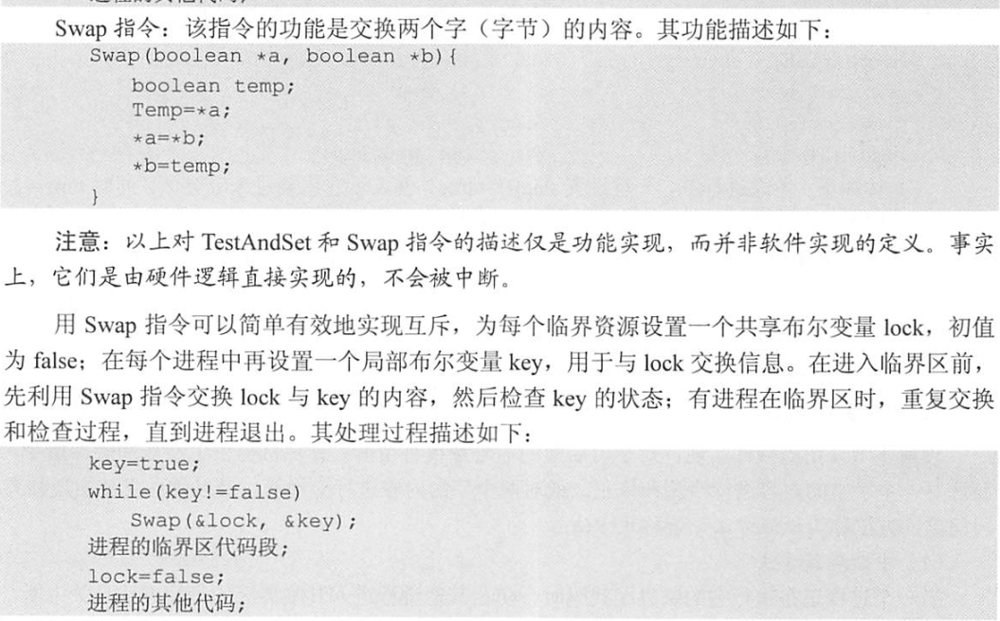 Swap 指令：该指令的功能是交换两个字（字节）的内容。其功能描述如下：
Swap(boolean *a, boolean *b){
boolean temp;
Temp=*a;
*a=*b;
*b=temp;
}
注意：以上对 TestAndSet 和 Swap 指令的描述仅是功能实现，而并非软件实现的定义。事实
上，它们是由硬件逻辑直接实现的，不会被中断。
用 Swap 指令可以简单有效地实现互斥，为每个临界资源设置一个共享布尔变量 lock，初值
为 false；在每个进程中再设置一个局部布尔变量 key，用于与 lock 交换信息。在进入临界区前，
先利用 Swap 指令交换 lock 与 key 的内容，然后检查 key 的状态；有进程在临界区时，重复交换
和检查过程，直到进程退出。其处理过程描述如下：
key=true;
while(key!=false)
Swap(&lock, &key);
进程的临界区代码段;
lock=false;
进程的其他代码;